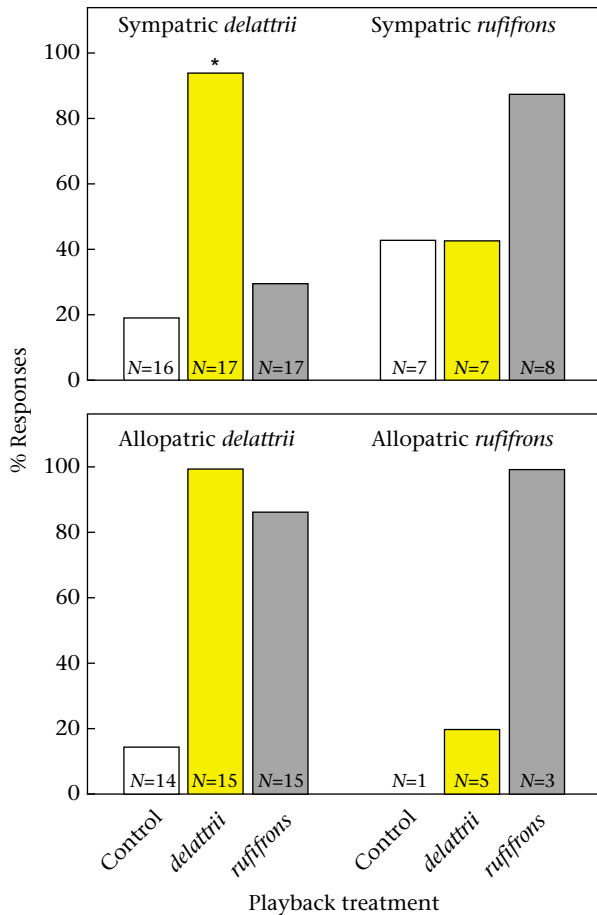 Sympatric delattrii
Sympatric rufifrons
100
*
80
60
40
20
0
N=16
N=17
N=17
N=7
N=7
N=8
% Responses
Allopatric delattrii
Allopatric rufifrons
100
80
60
40
20
0
N=14
N=15
N=15
N=1
N=5
N=3
Control
delattrii
rufifrons
Control
delattrii
rufifrons
Playback treatment